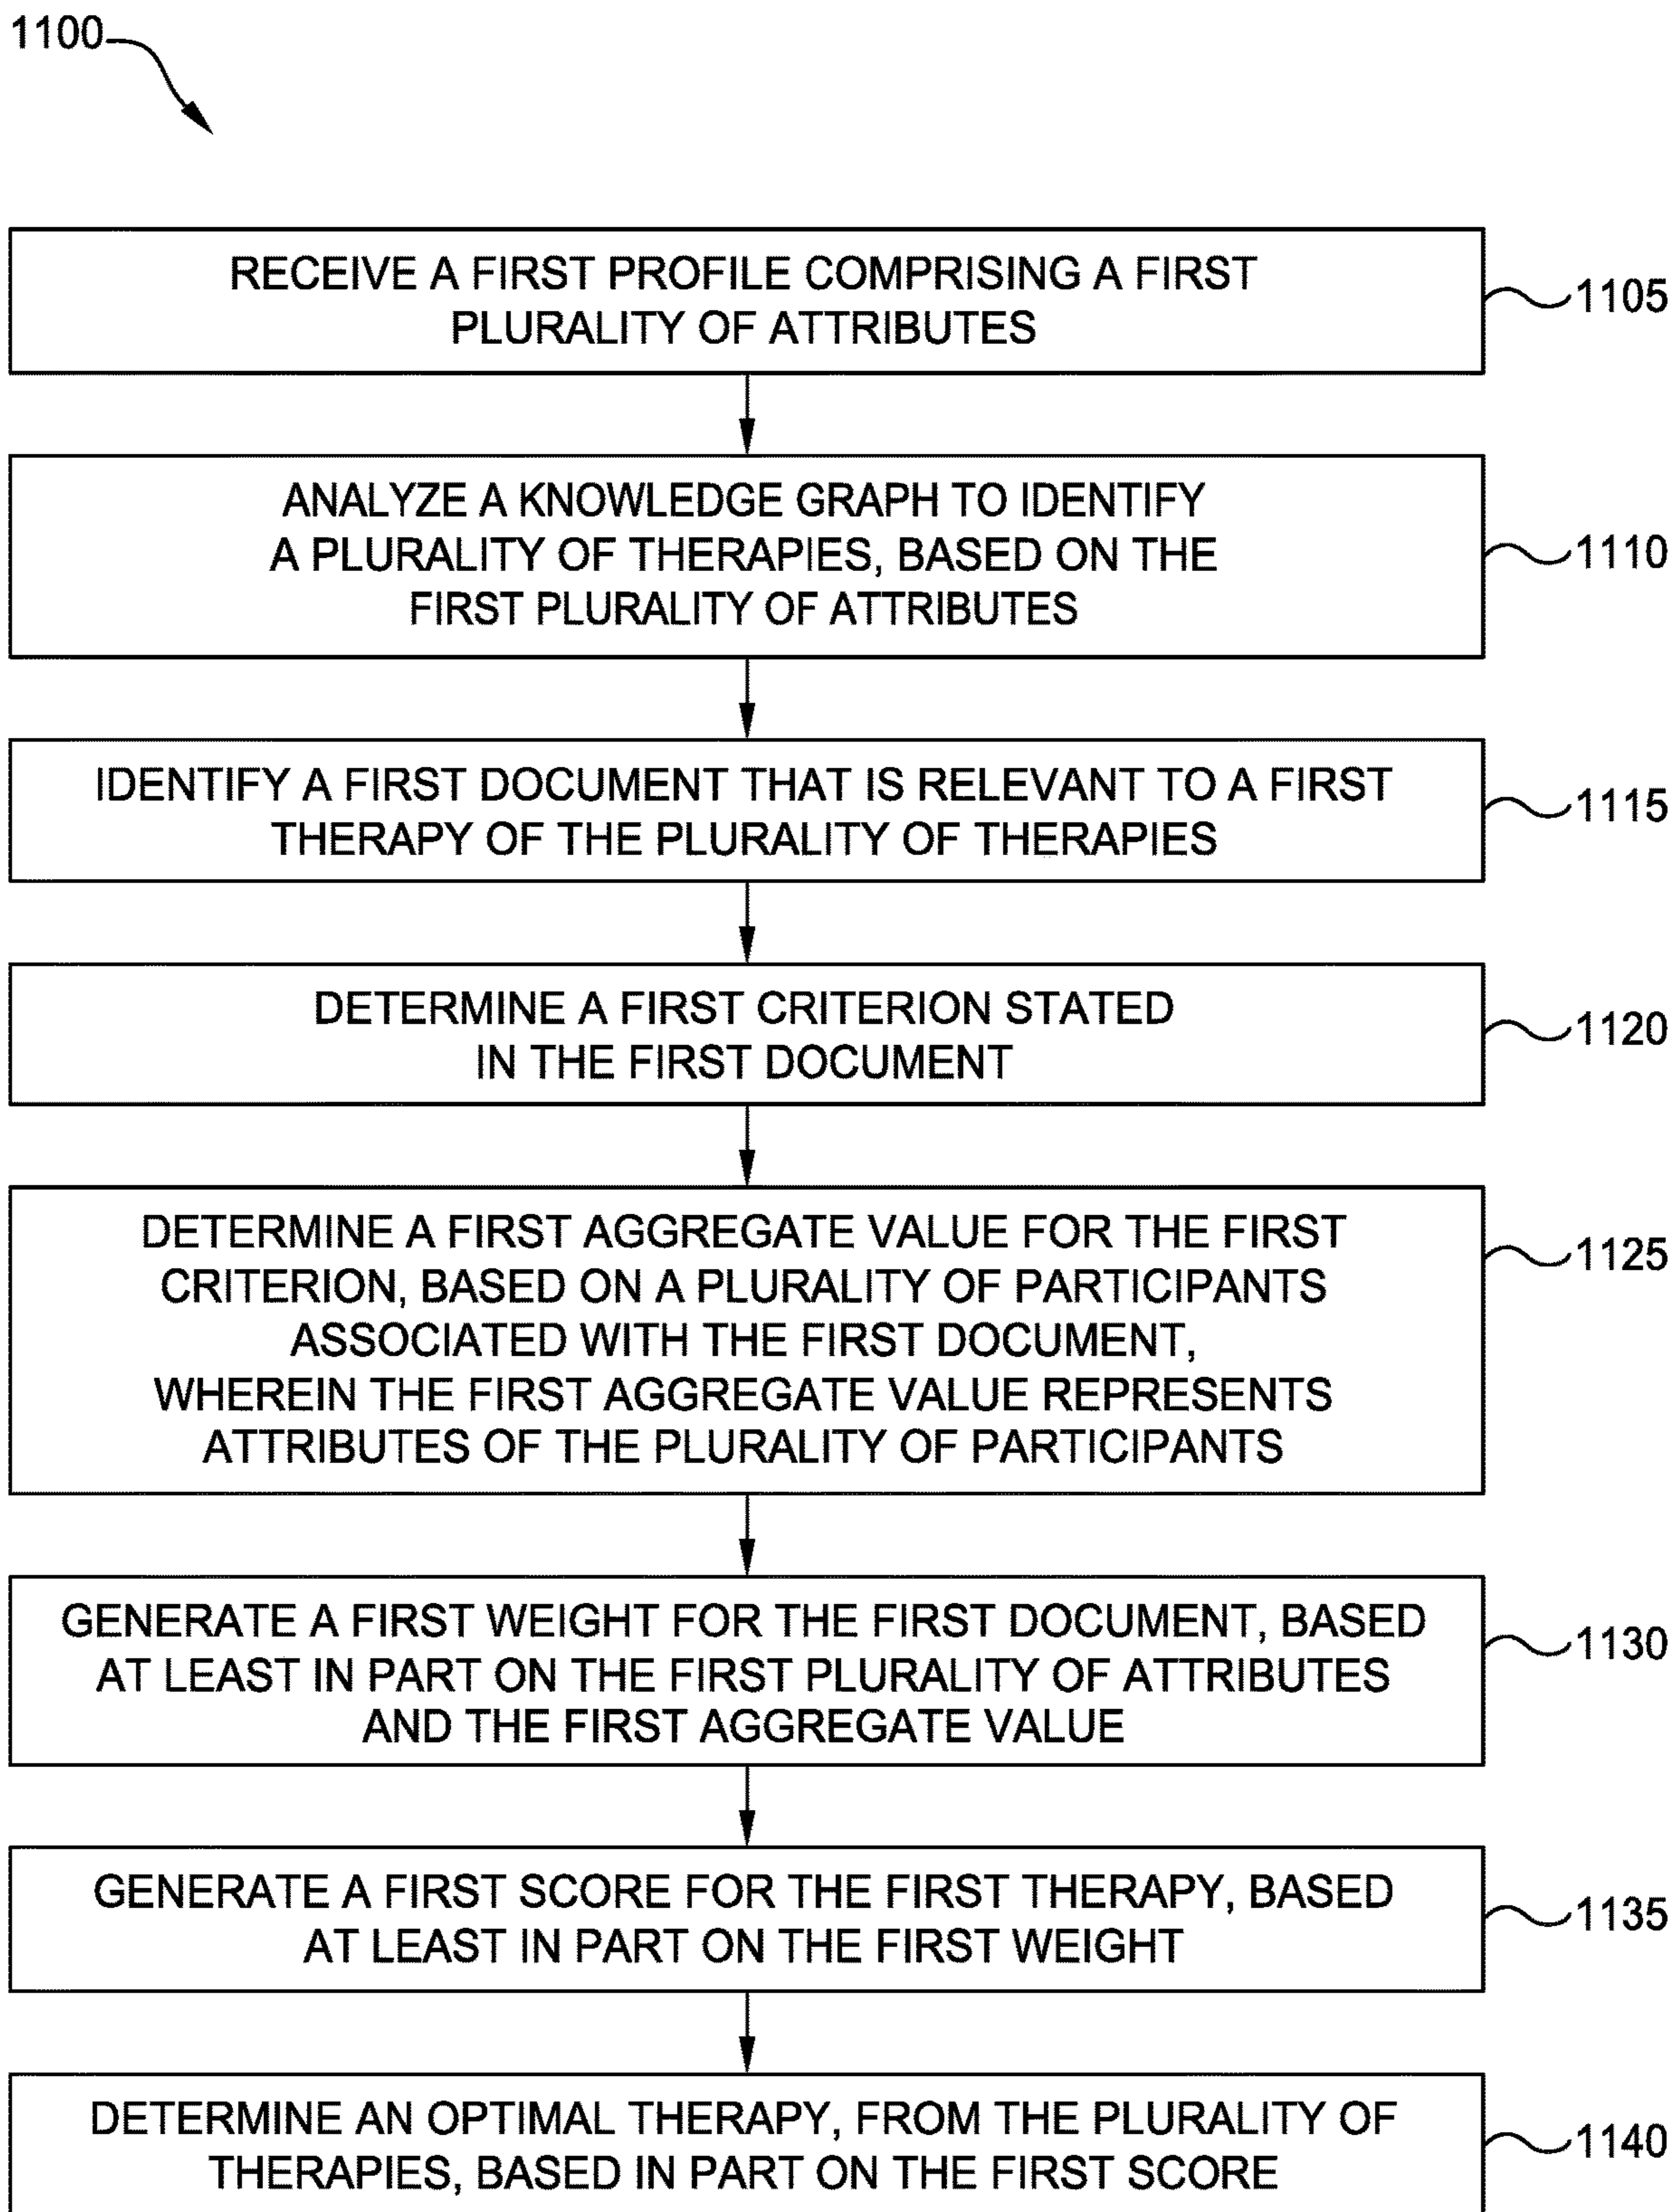 1100
RECEIVE A FIRST PROFILE COMPRISING A FIRST
PLURALITY OF ATTRIBUTES
1105
ANALYZE A KNOWLEDGE GRAPH TO IDENTIFY
A PLURALITY OF THERAPIES, BASED ON THE
FIRST PLURALITY OF ATTRIBUTES
1110
IDENTIFY A FIRST DOCUMENT THAT IS RELEVANT TO A FIRST
THERAPY OF THE PLURALITY OF THERAPIES
1115
DETERMINE A FIRST CRITERION STATED
IN THE FIRST DOCUMENT
1120
DETERMINE A FIRST AGGREGATE VALUE FOR THE FIRST
CRITERION, BASED ON A PLURALITY OF PARTICIPANTS
ASSOCIATED WITH THE FIRST DOCUMENT,
WHEREIN THE FIRST AGGREGATE VALUE REPRESENTS
ATTRIBUTES OF THE PLURALITY OF PARTICIPANTS
1125
GENERATE A FIRST WEIGHT FOR THE FIRST DOCUMENT, BASED
AT LEAST IN PART ON THE FIRST PLURALITY OF ATTRIBUTES
AND THE FIRST AGGREGATE VALUE
1130
GENERATE A FIRST SCORE FOR THE FIRST THERAPY, BASED
AT LEAST IN PART ON THE FIRST WEIGHT
1135
DETERMINE AN OPTIMAL THERAPY, FROM THE PLURALITY OF
THERAPIES, BASED IN PART ON THE FIRST SCORE
1140